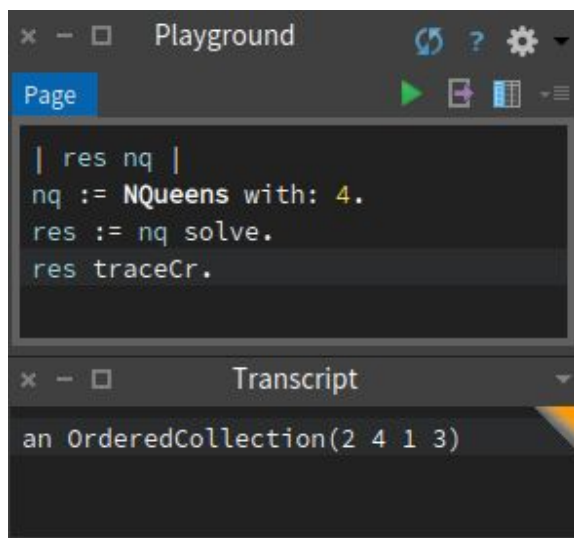 Playground
?
Page
| res nq |
nq := NQueens with: 4.
res := nq solve.
res traceCr.
Transcript
an OrderedCollection(2 4 1 3)